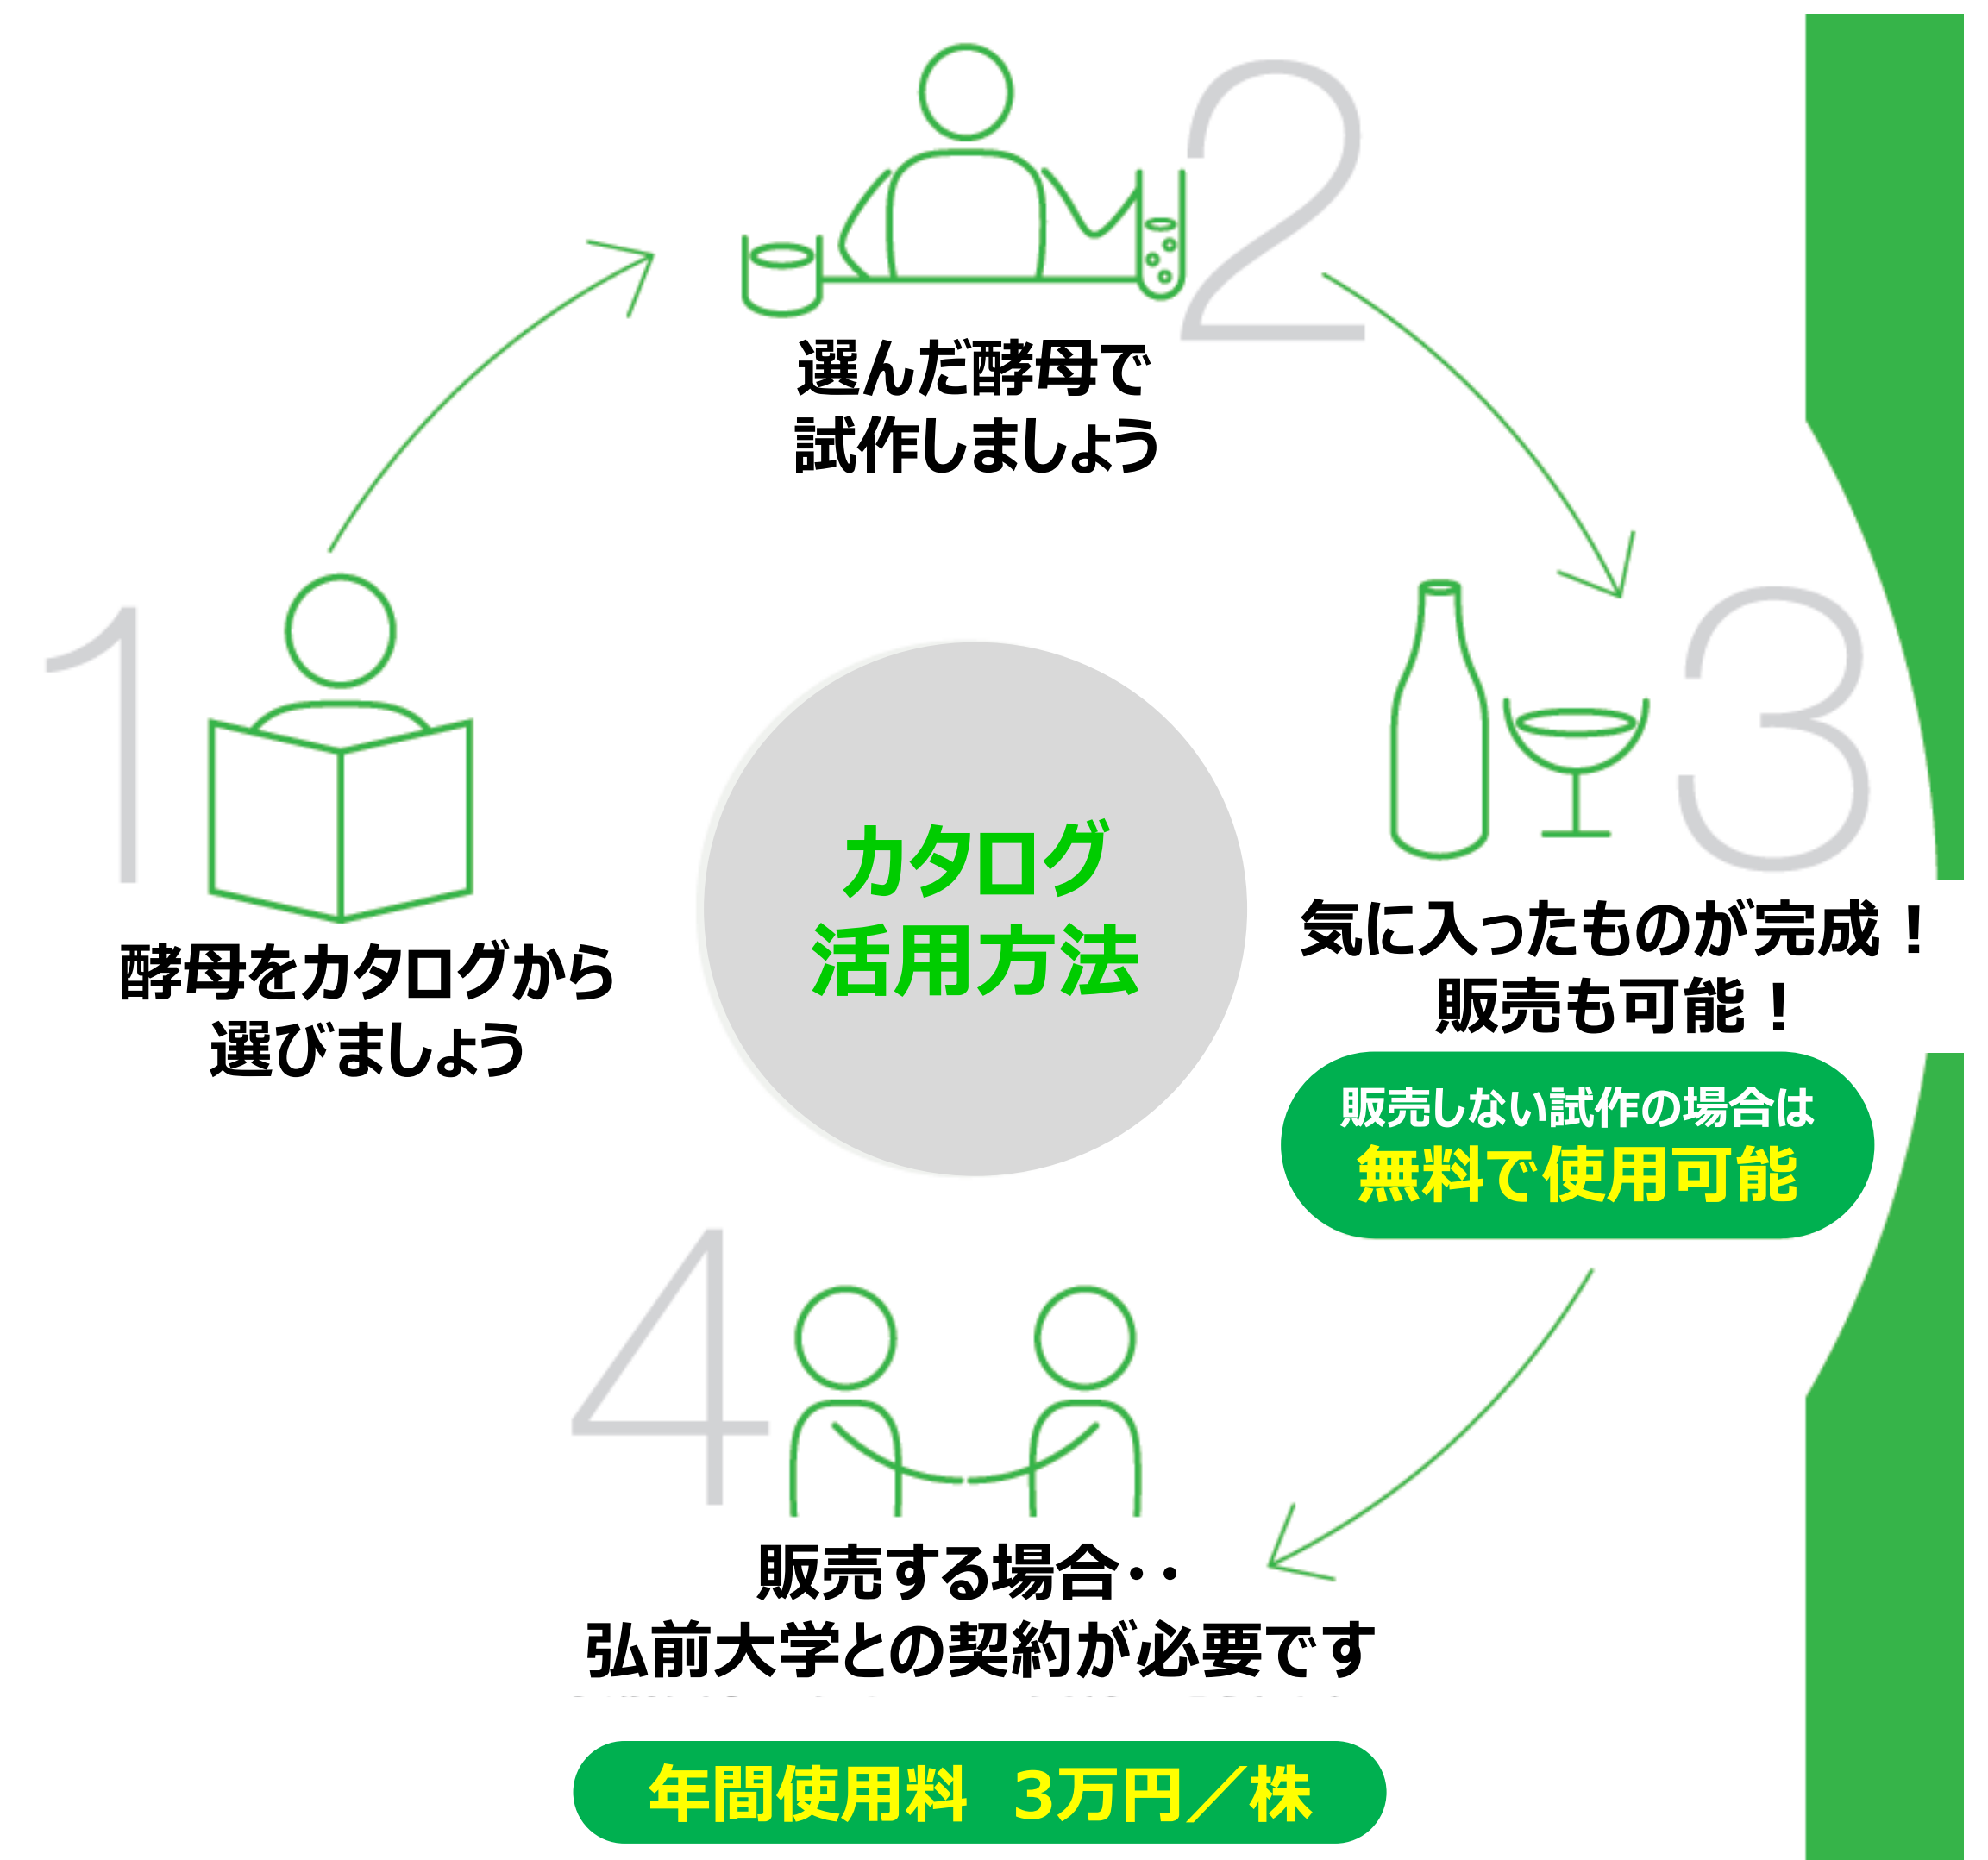 カタログ
活用方法
1
酵母をカタログから
選びましょう
2
選んだ酵母で
試作しましょう
3
気に入ったものが完成！
販売も可能！
販売しない試作の場合は
無料で使用可能
4
販売する場合・・
弘前大学との契約が必要です
年間使用料　3万円／株